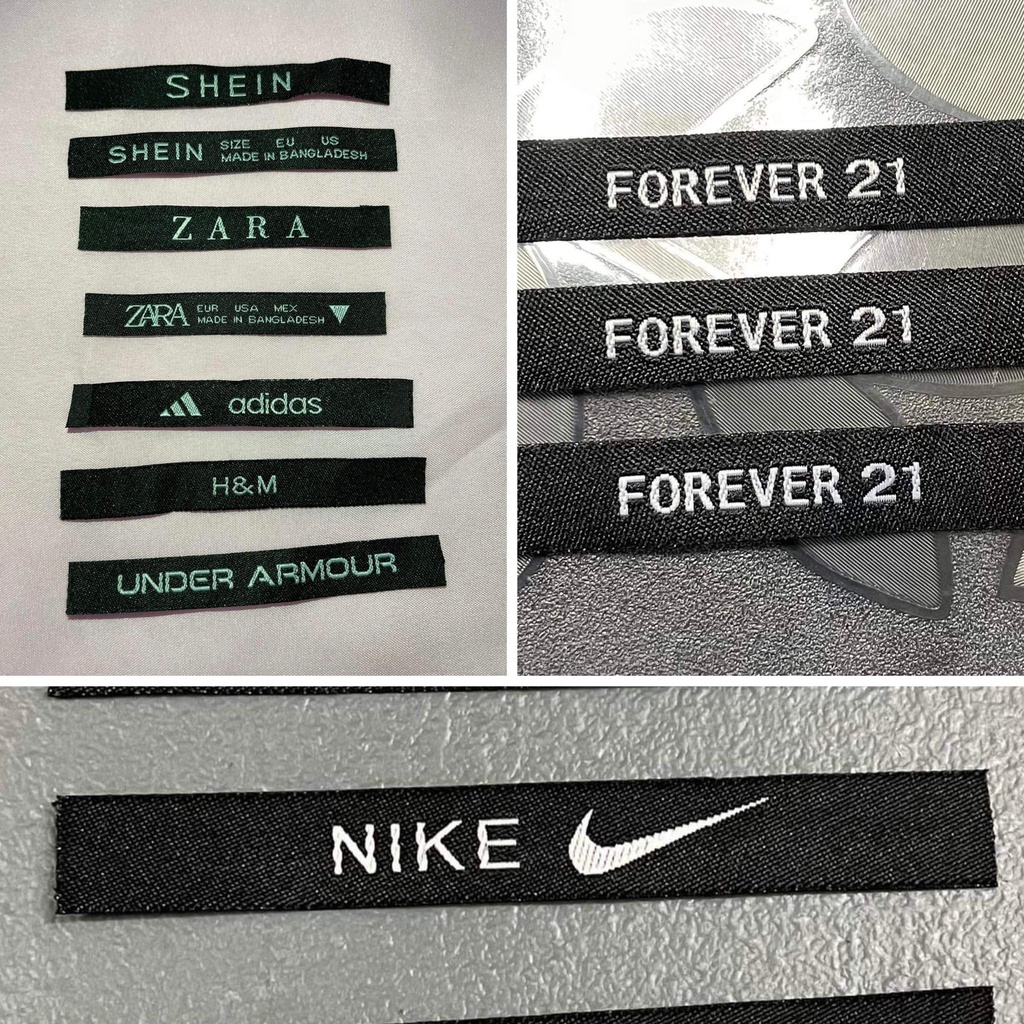 SHEIN
SHEIN SIZE EU US
MADE IN BANGLADESH
ZARA
ZARA EUR USA MEX
MADE IN BANGLADESH
adidas
H&M
UNDER ARMOUR
FOREVER 21
FOREVER 21
FOREVER 21
NIKE